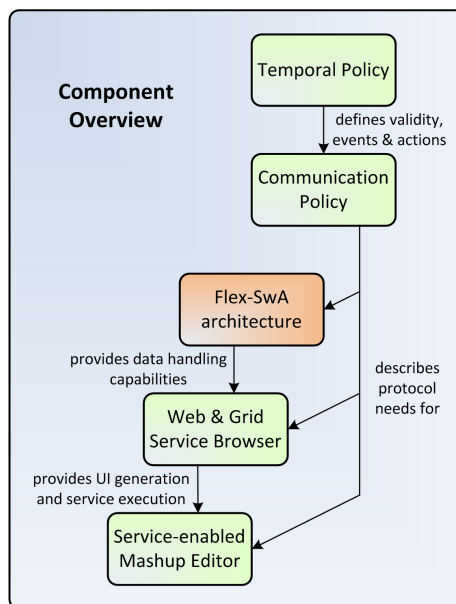 Component
Overview
Temporal Policy
defines validity,
events & actions
Communication
Policy
Flex-SwA
architecture
provides data handling
capabilities
describes
protocol
needs for
Web & Grid
Service Browser
provides UI generation
and service execution
Service-enabled
Mashup Editor